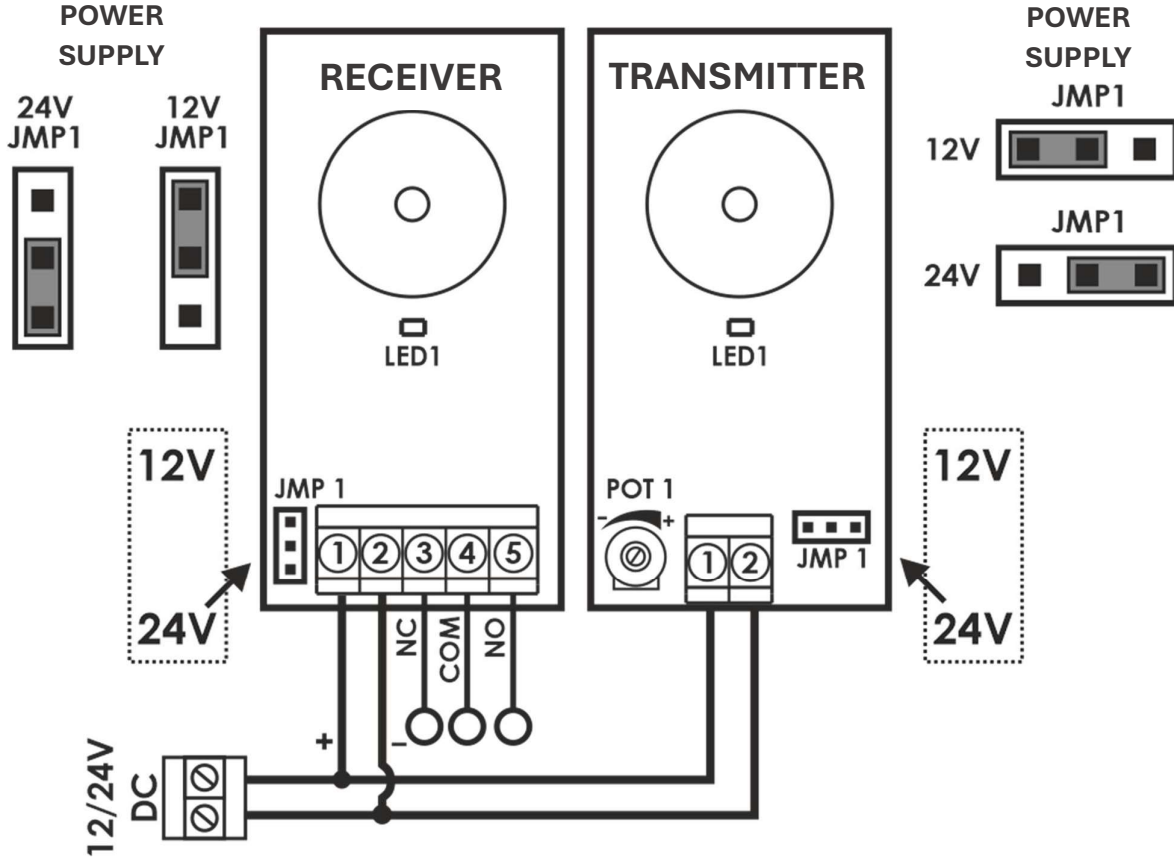 POWER
SUPPLY
24V
JMP1
12V
JMP1
RECEIVER
LED1
TRANSMITTER
LED1
POWER
SUPPLY
JMP1
12V
JMP1
24V
12V
24V
JMP 1
1 2 3 4 5
POT 1
- +
1 2
JMP 1
12V
24V
NC
COM
NO
+
-
12/24V
DC